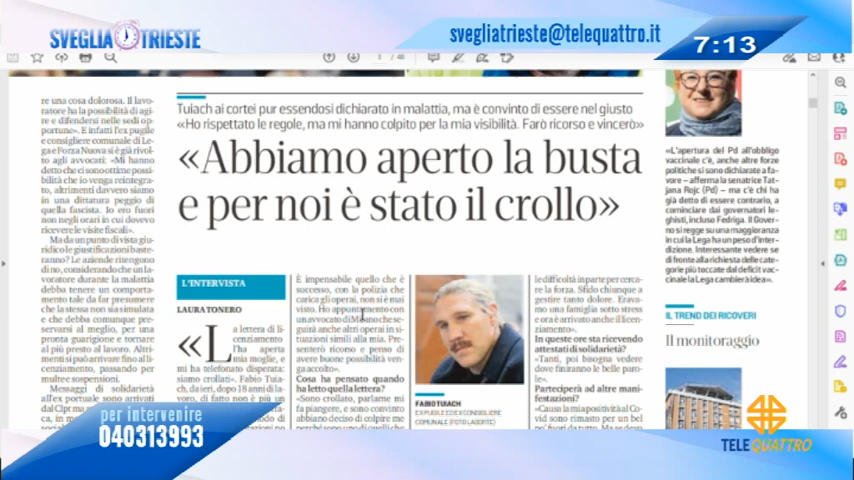 SVEGLIA TRIESTE
svegliatrieste@telequattro.it
7:13
re una cosa dolorosa. Il lavo-
ratore ha la possibilità di agi-
re e difendersi nelle sedi op-
portune». E infatti l'ex pugile
e consigliere comunale di Le-
ga e Forza Nuova si è già rivol-
to agli avvocati: «Mi hanno
detto che ci sono ottime possi-
bilità che io venga reintegra-
to, altrimenti davvero siamo
in una dittatura peggio di
quella fascista. Io ero fuori
non negli orari in cui dovevo
ricevere le visite fiscali».
Ma da un punto di vista giu-
ridico le giustificazioni baste-
ranno? Le aziende ritengono
di no, considerando che un la-
voratore durante la malattia
debba tenere un comporta-
mento tale da far presumere
che la stessa non sia simulata
e che debba comunque pre-
servarsi al meglio, per una
pronta guarigione e tornare
al più presto al lavoro. Altri-
menti si può arrivare fino al li-
cenziamento, passando per
multe e sospensioni.
Messaggi di solidarietà
all'ex portuale sono arrivati
dal Clpt
Tuiach ai cortei pur essendosi dichiarato in malattia, ma è convinto di essere nel giusto
«Ho rispettato le regole, ma mi hanno colpito per la mia visibilità. Farò ricorso e vincerò»
«Abbiamo aperto la busta
e per noi è stato il crollo»
L'INTERVISTA
LAURA TONERO
«La lettera di li-
cenziamento
l'ha aperta
mia moglie, e
mi ha telefonato disperata:
siamo crollati». Fabio Tuia-
ch, da ieri, dopo 18 anni di la-
voro, di fatto non è più un
È impensabile quello che è
successo, con la polizia che
carica gli operai, non si è mai
visto. Ho appuntamento con
un avvocato di Milano che se-
guirà anche altri operai in si-
tuazioni simili alla mia. Pre-
senterò ricorso e penso di
avere buone possibilità ven-
ga accolto».
Cosa ha pensato quando
ha letto quella lettera?
«Sono crollato, parlarne mi
fa piangere, e sono convinto
abbiano deciso di colpire me
perché sono uno di quelli che
FABIO TUIACH
EX PUGILE ED EX CONSIGLIERE
COMUNALE (FOTO LASORTE)
le difficoltà in parte per cerca-
re la forza. Sfido chiunque a
gestire tanto dolore. Erava-
mo una famiglia sotto stress
e ora è arrivato anche il licen-
ziamento».
In queste ore sta ricevendo
attestati di solidarietà?
«Tanti, poi bisogna vedere
dove finiranno le belle paro-
le».
Parteciperà ad altre mani-
festazioni?
«Causa la mia positività al Co-
vid sono rimasto per un bel
po' fuori da tutto. Ma se devo
«L'apertura del Pd all'obbligo
vaccinale c'è, anche altre forze
politiche si sono dichiarate a fa-
vore – afferma la senatrice Tat-
jana Rojc (Pd) – ma c'è chi ha
già detto di essere contrario, a
cominciare dai governatori le-
ghisti, incluso Fedriga. Il Gover-
no si regge su una maggioranza
in cui la Lega ha un peso d'inter-
dizione. Interessante vedere se
di fronte alla richiesta delle cate-
gorie più toccate dal deficit vac-
cinale la Lega cambierà idea».
IL TREND DEI RICOVERI
Il monitoraggio
per intervenire
040313993
TELEQUATTRO